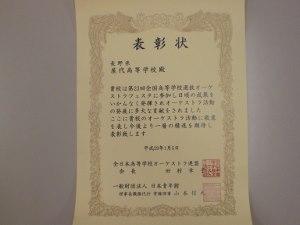 表彰状
長野県
屋代高等学校殿
貴校は第23回全国高等学校選抜オーケ
ストラフェスタに参加し日頃の成果を
いかんなく発揮されオーケストラ活動
の発展に多大な貢献をされました
ここに貴校のオーケストラ活動に敬意
を表し今後より一層の精進を期待し
表彰致します
平成29年1月5日
全日本高等学校オーケストラ連盟
会長
一般財団法人 日本青年館